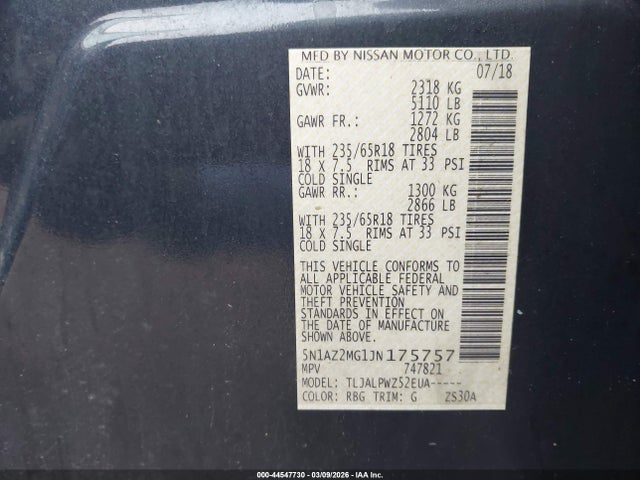 MFD BY NISSAN MOTOR CO., LTD.
DATE: 07/18
GVWR: 2318 KG
5110 LB
GAWR FR.: 1272 KG
2804 LB
WITH 235/65R18 TIRES
18 X 7.5 RIMS AT 33 PSI
COLD SINGLE
GAWR RR.: 1300 KG
2866 LB
WITH 235/65R18 TIRES
18 X 7.5 RIMS AT 33 PSI
COLD SINGLE
THIS VEHICLE CONFORMS TO
ALL APPLICABLE FEDERAL
MOTOR VEHICLE SAFETY AND
THEFT PREVENTION
STANDARDS IN EFFECT ON
THE DATE OF MANUFACTURE
SHOWN ABOVE.
5N1AZ2MG1JN175757
MPV 747821
MODEL: TLJALPWZ52EUA-----
COLOR: RBG TRIM: G ZS30A
000-44547730 - 03/09/2026 - IAA Inc.